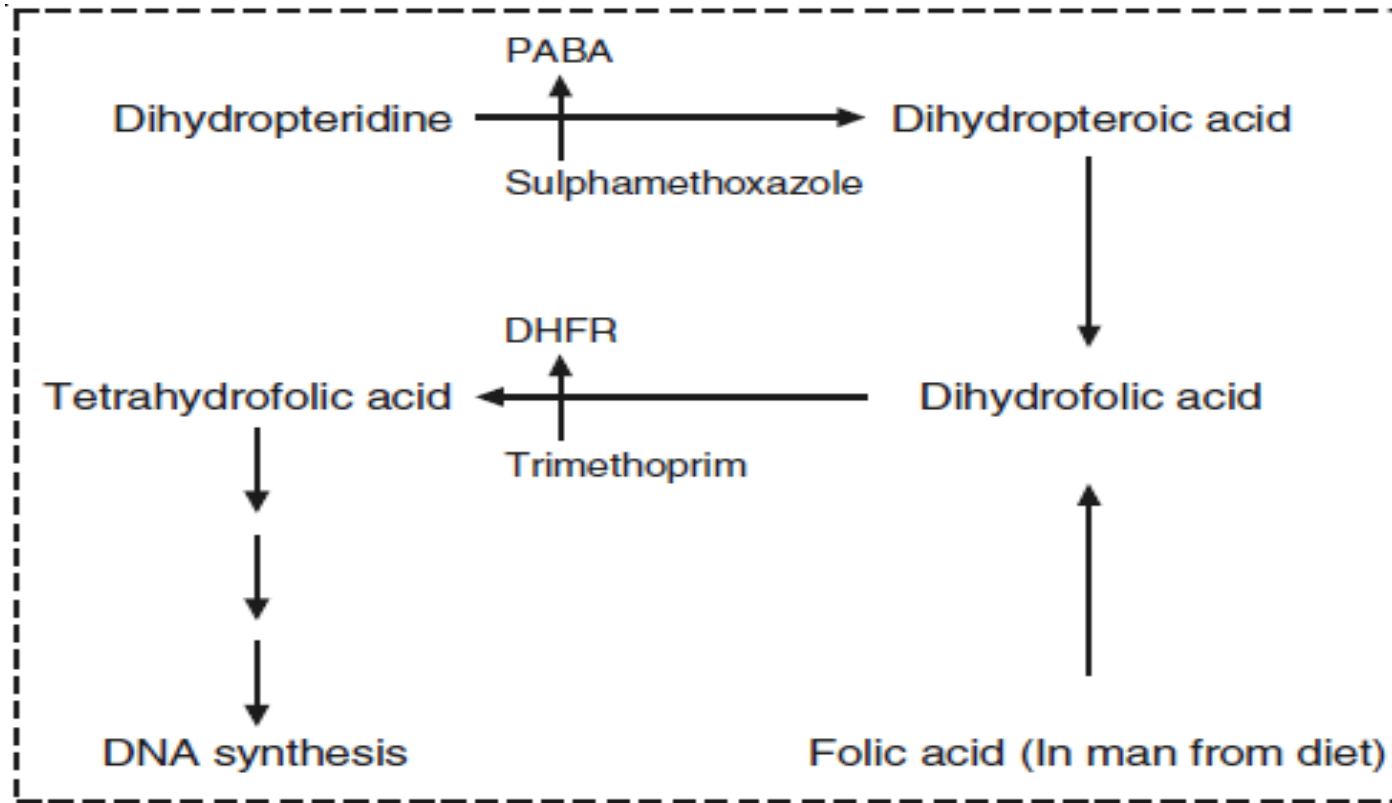 PABA
Dihydropteridine
Dihydropteroic acid
Sulphamethoxazole
DHFR
Tetrahydrofolic acid
Dihydrofolic acid
Trimethoprim
DNA synthesis
Folic acid (In man from diet)